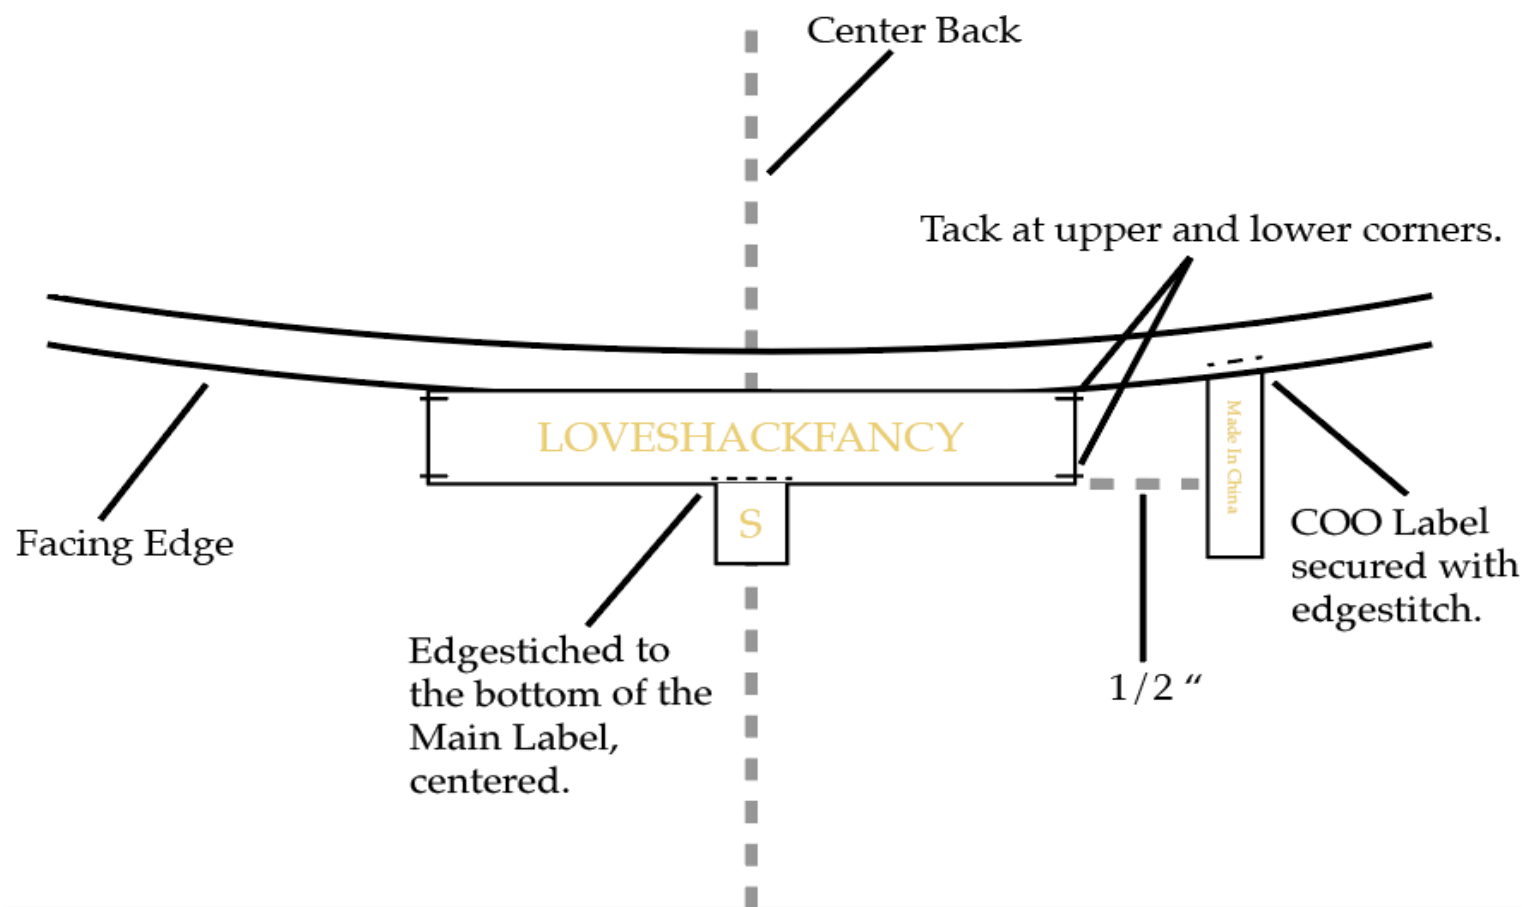 Center Back
Tack at upper and lower corners.
LOVESHACKFANCY
Made In China
S
Facing Edge
COO Label
secured with
edgestitch.
Edgestiched to
the bottom of the
Main Label,
centered.
1/2 “